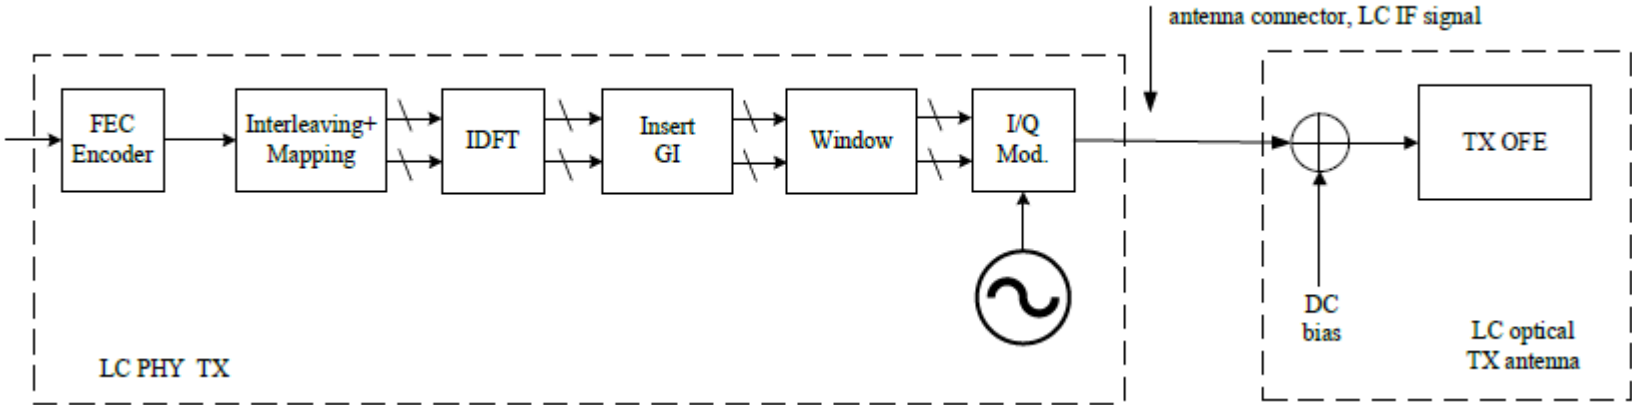 antenna connector, LC IF signal
FEC
Encoder
Interleaving+
Mapping
IDFT
Insert
GI
Window
I/Q
Mod.
TX OFE
DC
bias
LC optical
TX antenna
LC PHY TX